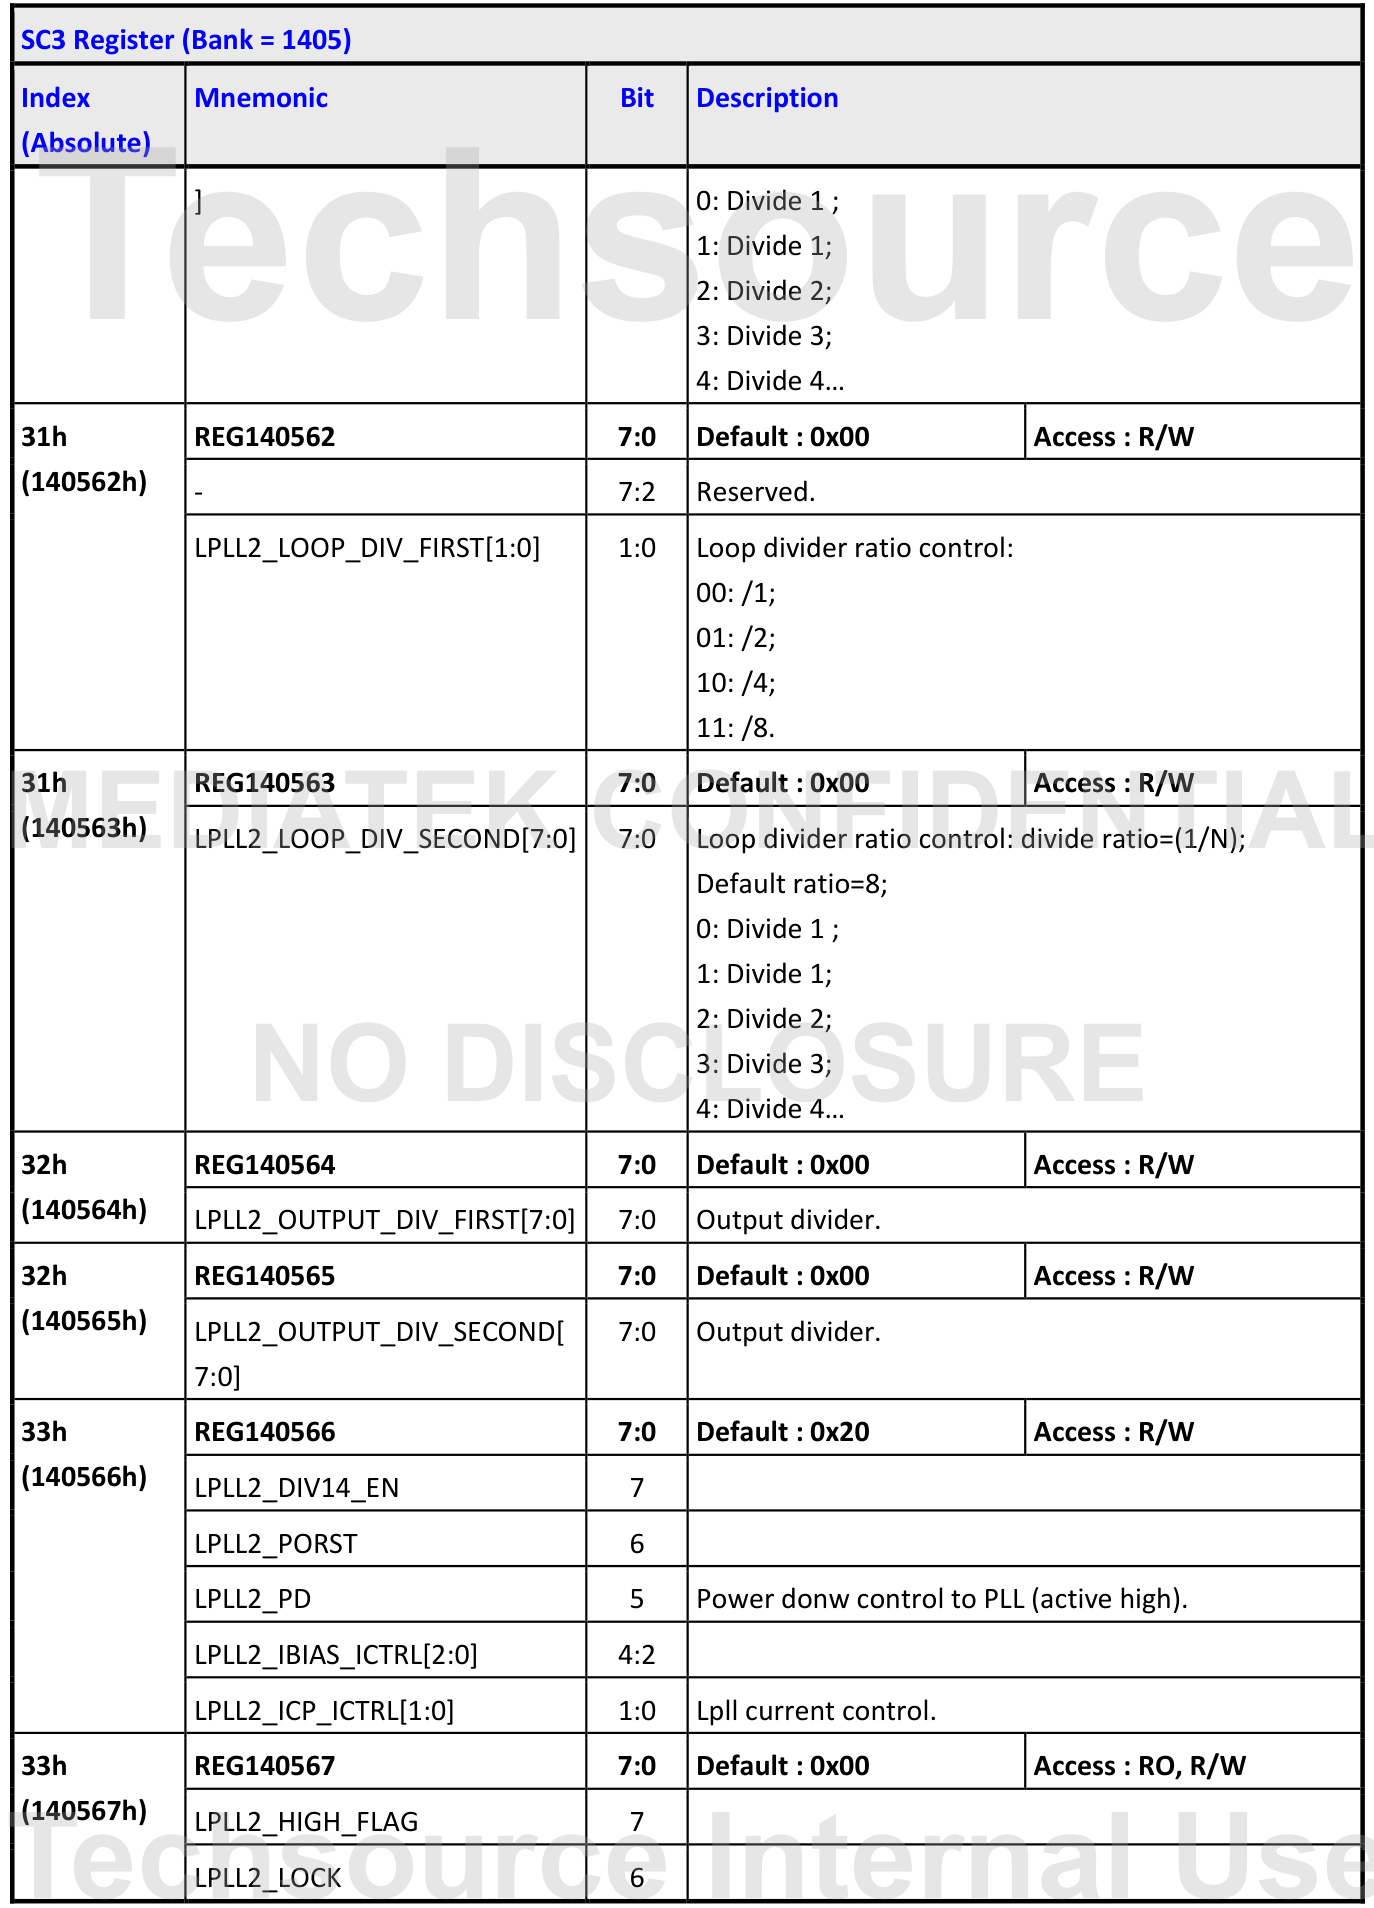 SC3 Register (Bank = 1405)
Index
(Absolute)
Mnemonic
Bit
Description
]
0: Divide 1 ;
1: Divide 1;
2: Divide 2;
3: Divide 3;
4: Divide 4…
31h
(140562h)
REG140562
7:0
Default : 0x00
Access : R/W
-
7:2
Reserved.
LPLL2_LOOP_DIV_FIRST[1:0]
1:0
Loop divider ratio control:
00: /1;
01: /2;
10: /4;
11: /8.
31h
(140563h)
REG140563
7:0
Default : 0x00
Access : R/W
LPLL2_LOOP_DIV_SECOND[7:0]
7:0
Loop divider ratio control: divide ratio=(1/N);
Default ratio=8;
0: Divide 1 ;
1: Divide 1;
2: Divide 2;
3: Divide 3;
4: Divide 4…
32h
(140564h)
REG140564
7:0
Default : 0x00
Access : R/W
LPLL2_OUTPUT_DIV_FIRST[7:0]
7:0
Output divider.
32h
(140565h)
REG140565
7:0
Default : 0x00
Access : R/W
LPLL2_OUTPUT_DIV_SECOND[
7:0]
7:0
Output divider.
33h
(140566h)
REG140566
7:0
Default : 0x20
Access : R/W
LPLL2_DIV14_EN
7
LPLL2_PORST
6
LPLL2_PD
5
Power donw control to PLL (active high).
LPLL2_IBIAS_ICTRL[2:0]
4:2
LPLL2_ICP_ICTRL[1:0]
1:0
Lpll current control.
33h
(140567h)
REG140567
7:0
Default : 0x00
Access : RO, R/W
LPLL2_HIGH_FLAG
7
LPLL2_LOCK
6
Techsource
MEDIATEK CONFIDENTIAL
NO DISCLOSURE
Techsource Internal Use